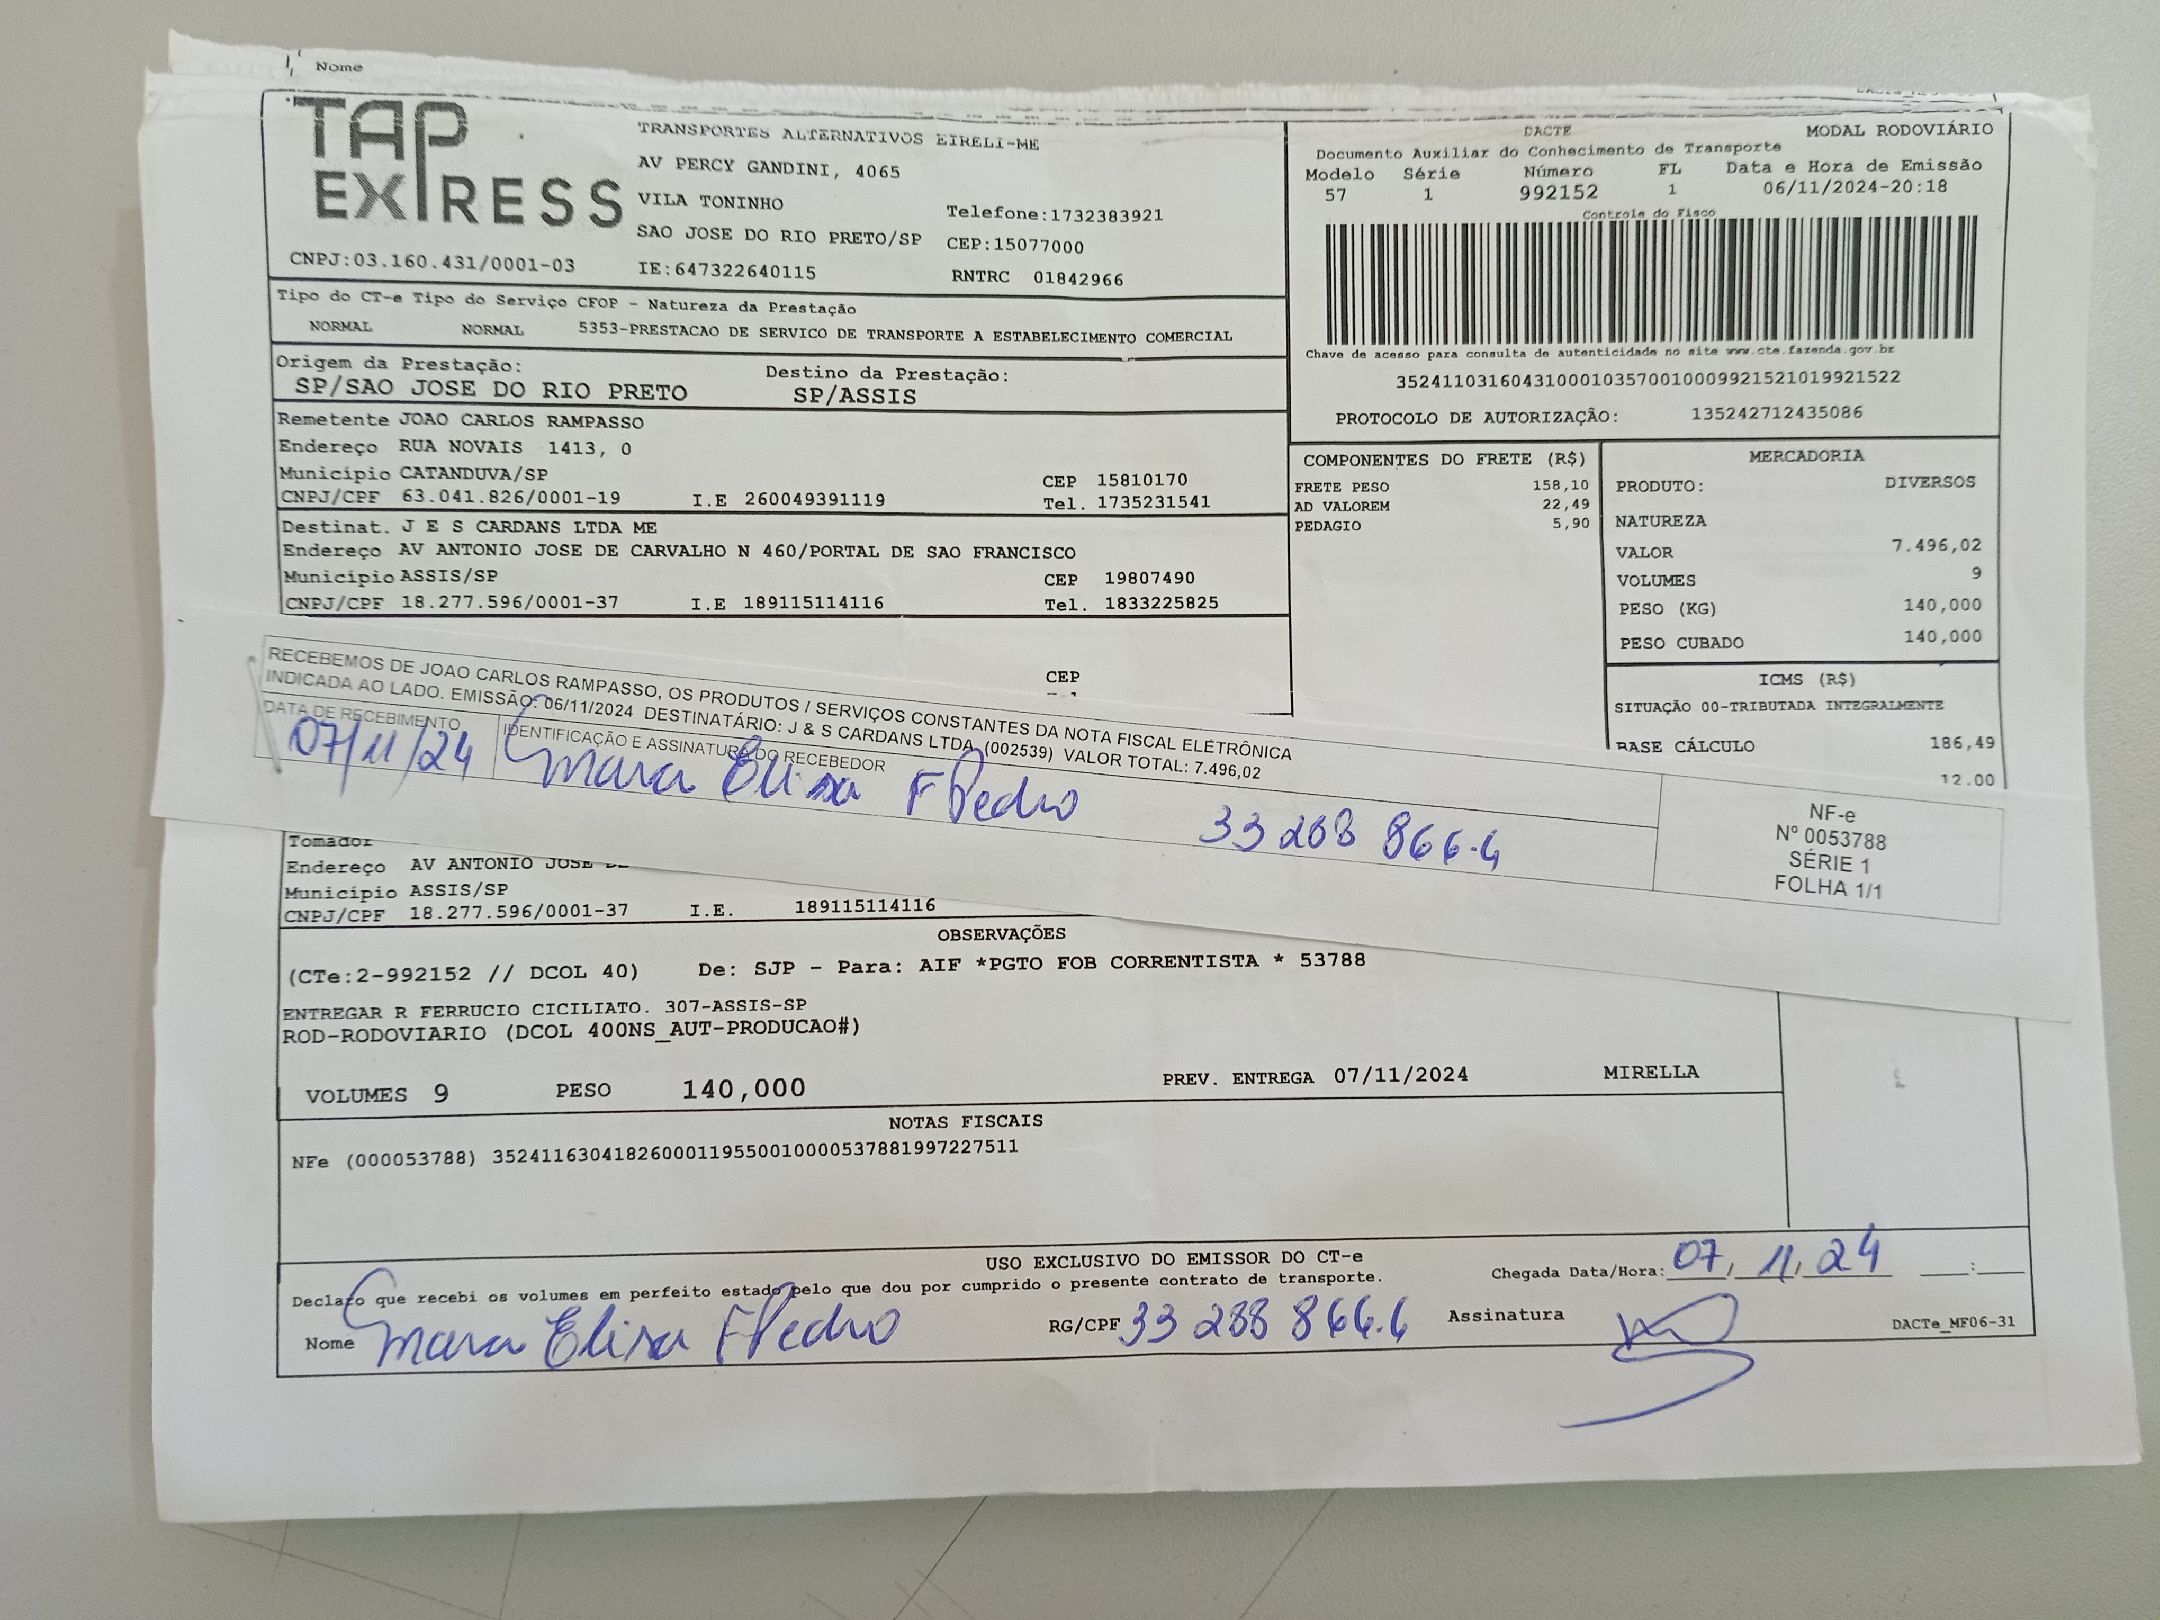 Nome
TAP EXPRESS
TRANSPORTES ALTERNATIVOS EIRELI-ME
AV PERCY GANDINI, 4065
VILA TONINHO
Telefone:1732383921
SAO JOSE DO RIO PRETO/SP CEP:15077000
CNPJ:03.160.431/0001-03 IE:647322640115 RNTRC 01842966
DACTE MODAL RODOVIÁRIO
Documento Auxiliar do Conhecimento de Transporte
Modelo Série Número FL Data e Hora de Emissão
57 1 992152 1 06/11/2024-20:18
Controle do Fisco
Chave de acesso para consulta de autenticidade no site www.cte.fazenda.gov.br
35241103160431000103570010009921521019921522
PROTOCOLO DE AUTORIZAÇÃO: 135242712435086
Tipo do CT-e Tipo do Serviço CFOP - Natureza da Prestação
NORMAL NORMAL 5353-PRESTACAO DE SERVICO DE TRANSPORTE A ESTABELECIMENTO COMERCIAL
Origem da Prestação: Destino da Prestação:
SP/SAO JOSE DO RIO PRETO SP/ASSIS
Remetente JOAO CARLOS RAMPASSO
Endereço RUA NOVAIS 1413, 0
Município CATANDUVA/SP CEP 15810170
CNPJ/CPF 63.041.826/0001-19 I.E 260049391119 Tel. 1735231541
Destinat. J E S CARDANS LTDA ME
Endereço AV ANTONIO JOSE DE CARVALHO N 460/PORTAL DE SAO FRANCISCO
Município ASSIS/SP CEP 19807490
CNPJ/CPF 18.277.596/0001-37 I.E 189115114116 Tel. 1833225825
CEP
COMPONENTES DO FRETE (R$)
FRETE PESO 158,10
AD VALOREM 22,49
PEDAGIO 5,90
MERCADORIA
PRODUTO: DIVERSOS
NATUREZA
VALOR 7.496,02
VOLUMES 9
PESO (KG) 140,000
PESO CUBADO 140,000
ICMS (R$)
SITUAÇÃO 00-TRIBUTADA INTEGRALMENTE
BASE CÁLCULO 186,49
12.00
RECEBEMOS DE JOAO CARLOS RAMPASSO, OS PRODUTOS / SERVIÇOS CONSTANTES DA NOTA FISCAL ELETRÔNICA
INDICADA AO LADO. EMISSÃO: 06/11/2024 DESTINATÁRIO: J & S CARDANS LTDA (002539) VALOR TOTAL: 7.496,02
DATA DE RECEBIMENTO IDENTIFICAÇÃO E ASSINATURA DO RECEBEDOR
07/11/24 Mara Elisa F Pedro 33 288 866.6
NF-e
Nº 0053788
SÉRIE 1
FOLHA 1/1
Tomador
Endereço AV ANTONIO JOSE DE
Município ASSIS/SP
CNPJ/CPF 18.277.596/0001-37 I.E. 189115114116
OBSERVAÇÕES
(CTe:2-992152 // DCOL 40) De: SJP - Para: AIF *PGTO FOB CORRENTISTA * 53788
ENTREGAR R FERRUCIO CICILIATO. 307-ASSIS-SP
ROD-RODOVIARIO (DCOL 400NS_AUT-PRODUCAO#)
VOLUMES 9 PESO 140,000 PREV. ENTREGA 07/11/2024 MIRELLA
NOTAS FISCAIS
NFe (000053788) 35241163041826000119550010000537881997227511
USO EXCLUSIVO DO EMISSOR DO CT-e
Declaro que recebi os volumes em perfeito estado pelo que dou por cumprido o presente contrato de transporte.
Chegada Data/Hora: 07/11/24 :
Nome Mara Elisa F Pedro RG/CPF 33 288 866.6 Assinatura
DACTe_MF06-31